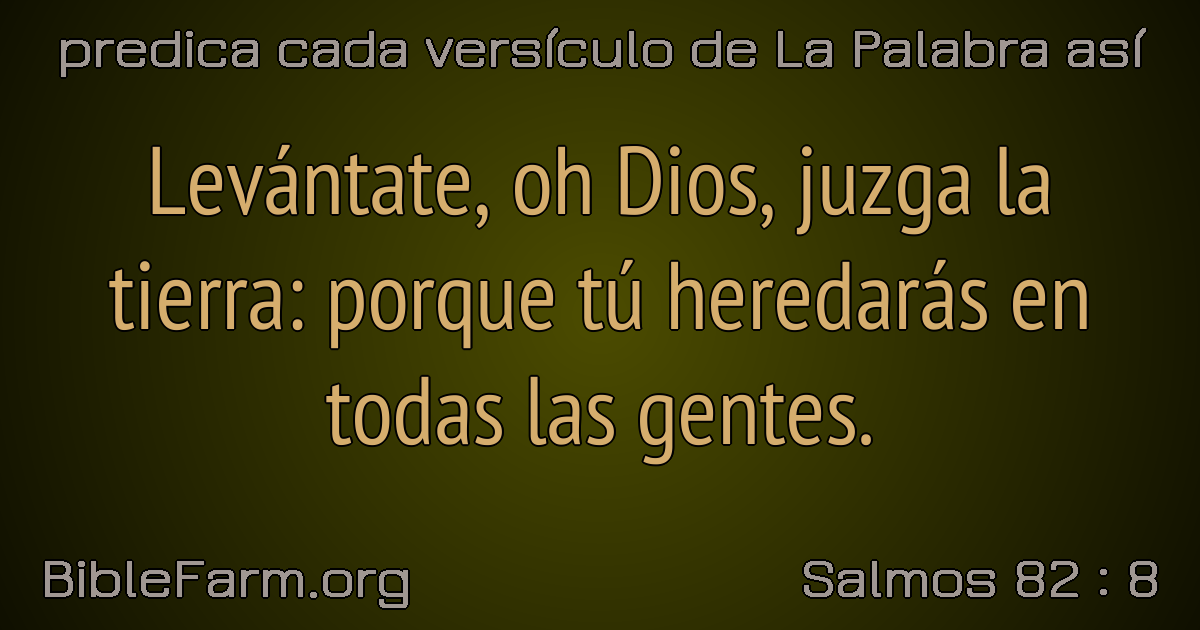 predica cada versículo de La Palabra así
Levántate, oh Dios, juzga la
tierra: porque tú heredarás en
todas las gentes.
BibleFarm.org
Salmos 82 : 8